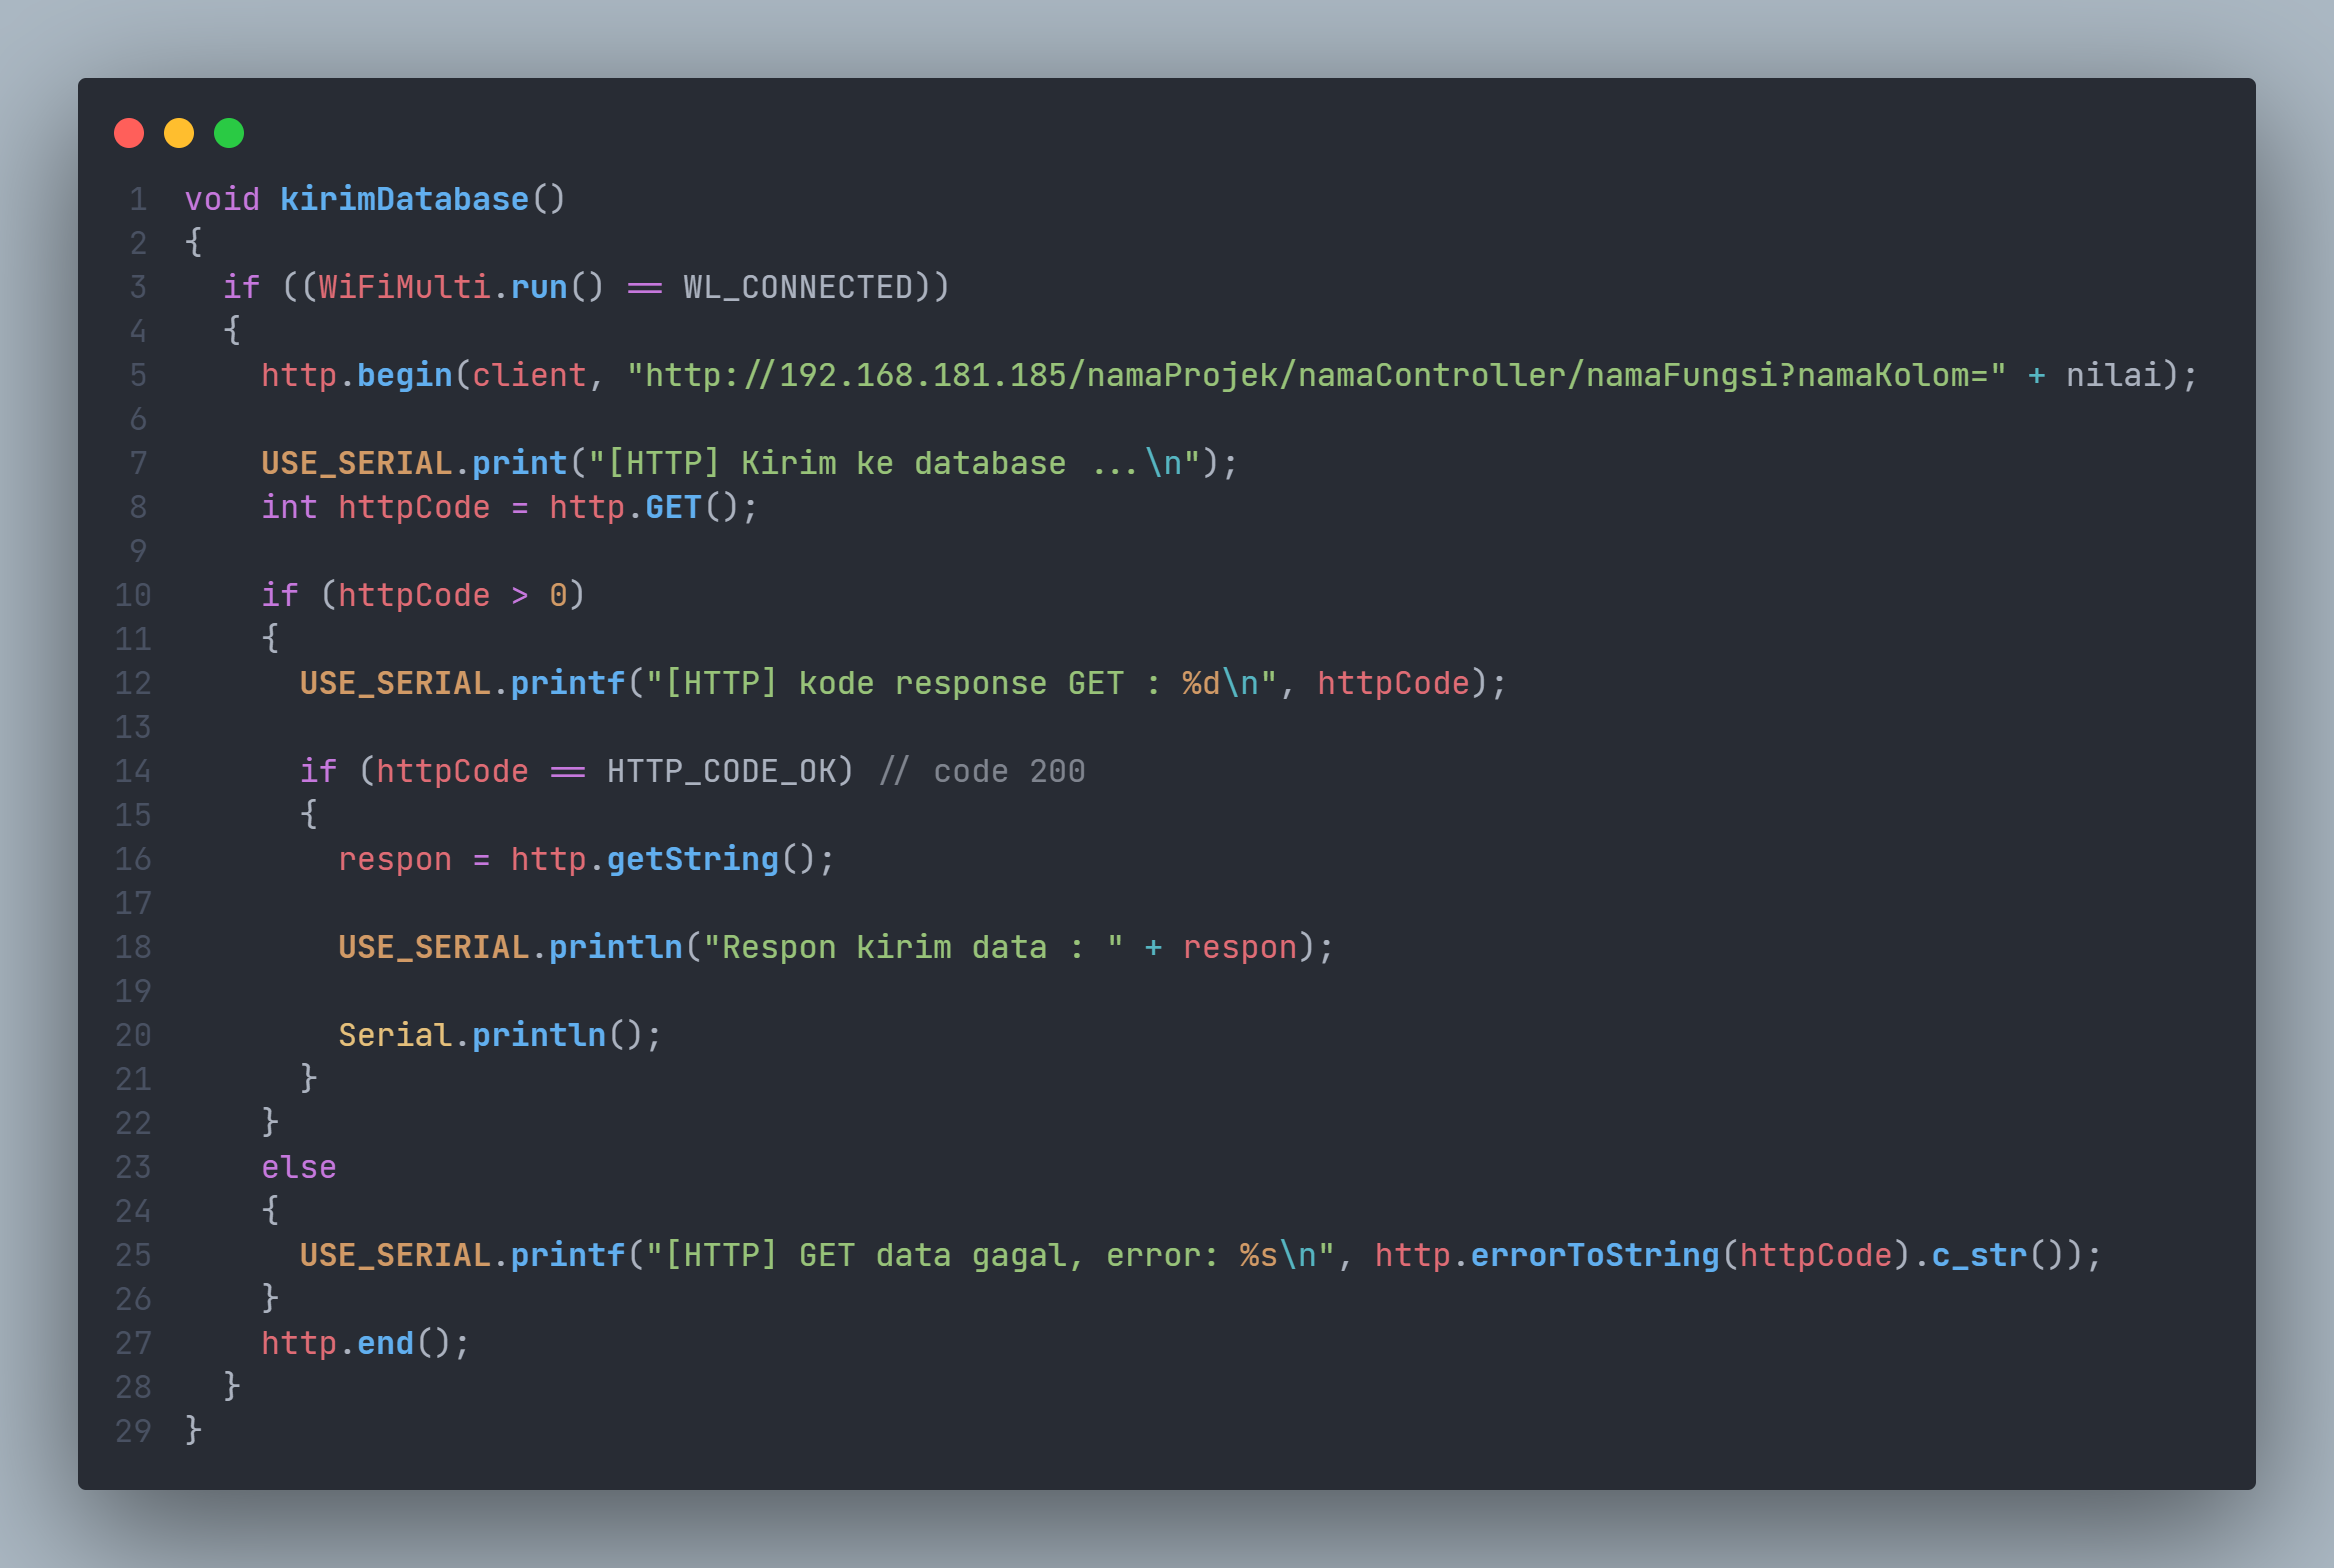 1 void kirimDatabase()
2 {
3   if ((WiFiMulti.run() == WL_CONNECTED))
4   {
5     http.begin(client, "http://192.168.181.185/namaProjek/namaController/namaFungsi?namaKolom=" + nilai);
6
7     USE_SERIAL.print("[HTTP] Kirim ke database ...\n");
8     int httpCode = http.GET();
9
10     if (httpCode > 0)
11     {
12       USE_SERIAL.printf("[HTTP] kode response GET : %d\n", httpCode);
13
14       if (httpCode == HTTP_CODE_OK) // code 200
15       {
16         respon = http.getString();
17
18         USE_SERIAL.println("Respon kirim data : " + respon);
19
20         Serial.println();
21       }
22     }
23     else
24     {
25       USE_SERIAL.printf("[HTTP] GET data gagal, error: %s\n", http.errorToString(httpCode).c_str());
26     }
27     http.end();
28   }
29 }